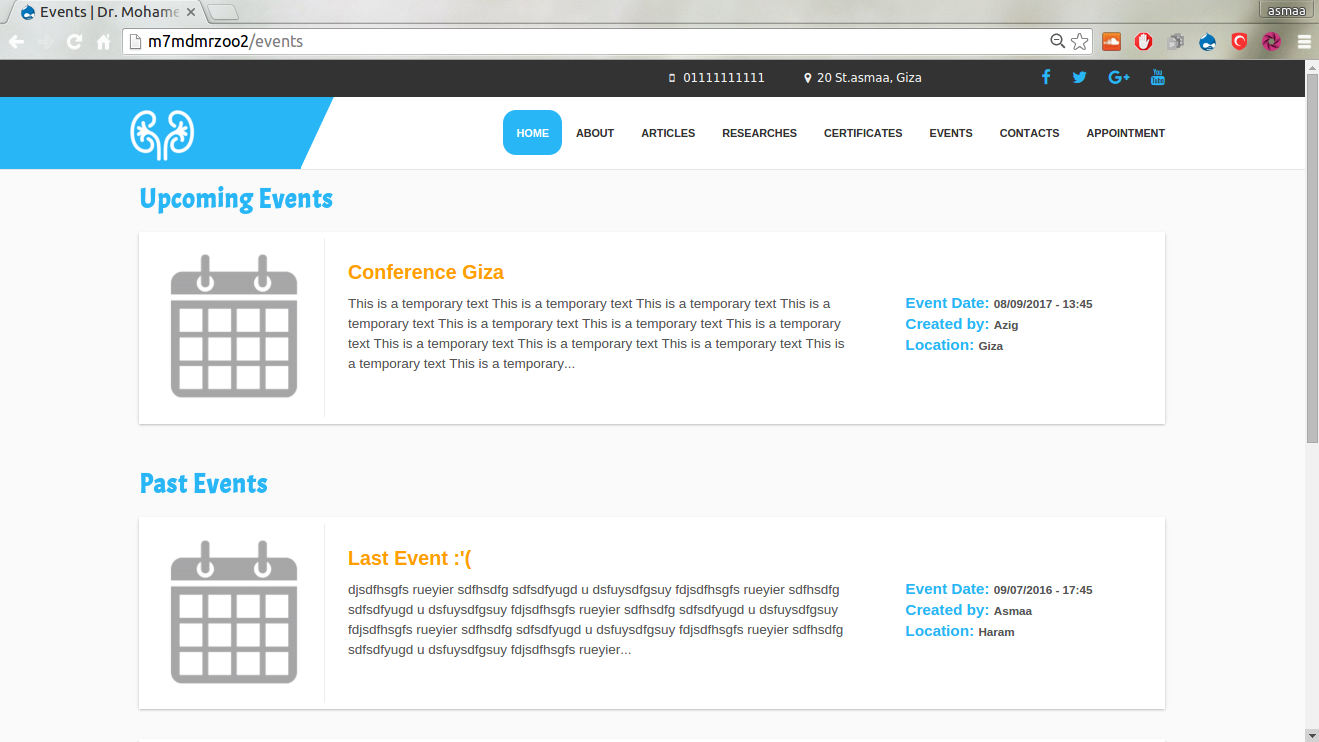 Events | Dr. Mohame
asmaa
m7mdmrzoo2/events
01111111111 20 St.asmaa, Giza You Tube
HOME ABOUT ARTICLES RESEARCHES CERTIFICATES EVENTS CONTACTS APPOINTMENT
Upcoming Events
Conference Giza
This is a temporary text This is a temporary text This is a temporary text This is a
temporary text This is a temporary text This is a temporary text This is a temporary
text This is a temporary text This is a temporary text This is a temporary text This is
a temporary text This is a temporary...
Event Date: 08/09/2017 - 13:45
Created by: Azig
Location: Giza
Past Events
Last Event :'(
djsdfhsgfs rueyier sdfhsdfg sdfsdfyugd u dsfuysdfgsuy fdjsdfhsgfs rueyier sdfhsdfg
sdfsdfyugd u dsfuysdfgsuy fdjsdfhsgfs rueyier sdfhsdfg sdfsdfyugd u dsfuysdfgsuy
fdjsdfhsgfs rueyier sdfhsdfg sdfsdfyugd u dsfuysdfgsuy fdjsdfhsgfs rueyier sdfhsdfg
sdfsdfyugd u dsfuysdfgsuy fdjsdfhsgfs rueyier...
Event Date: 09/07/2016 - 17:45
Created by: Asmaa
Location: Haram